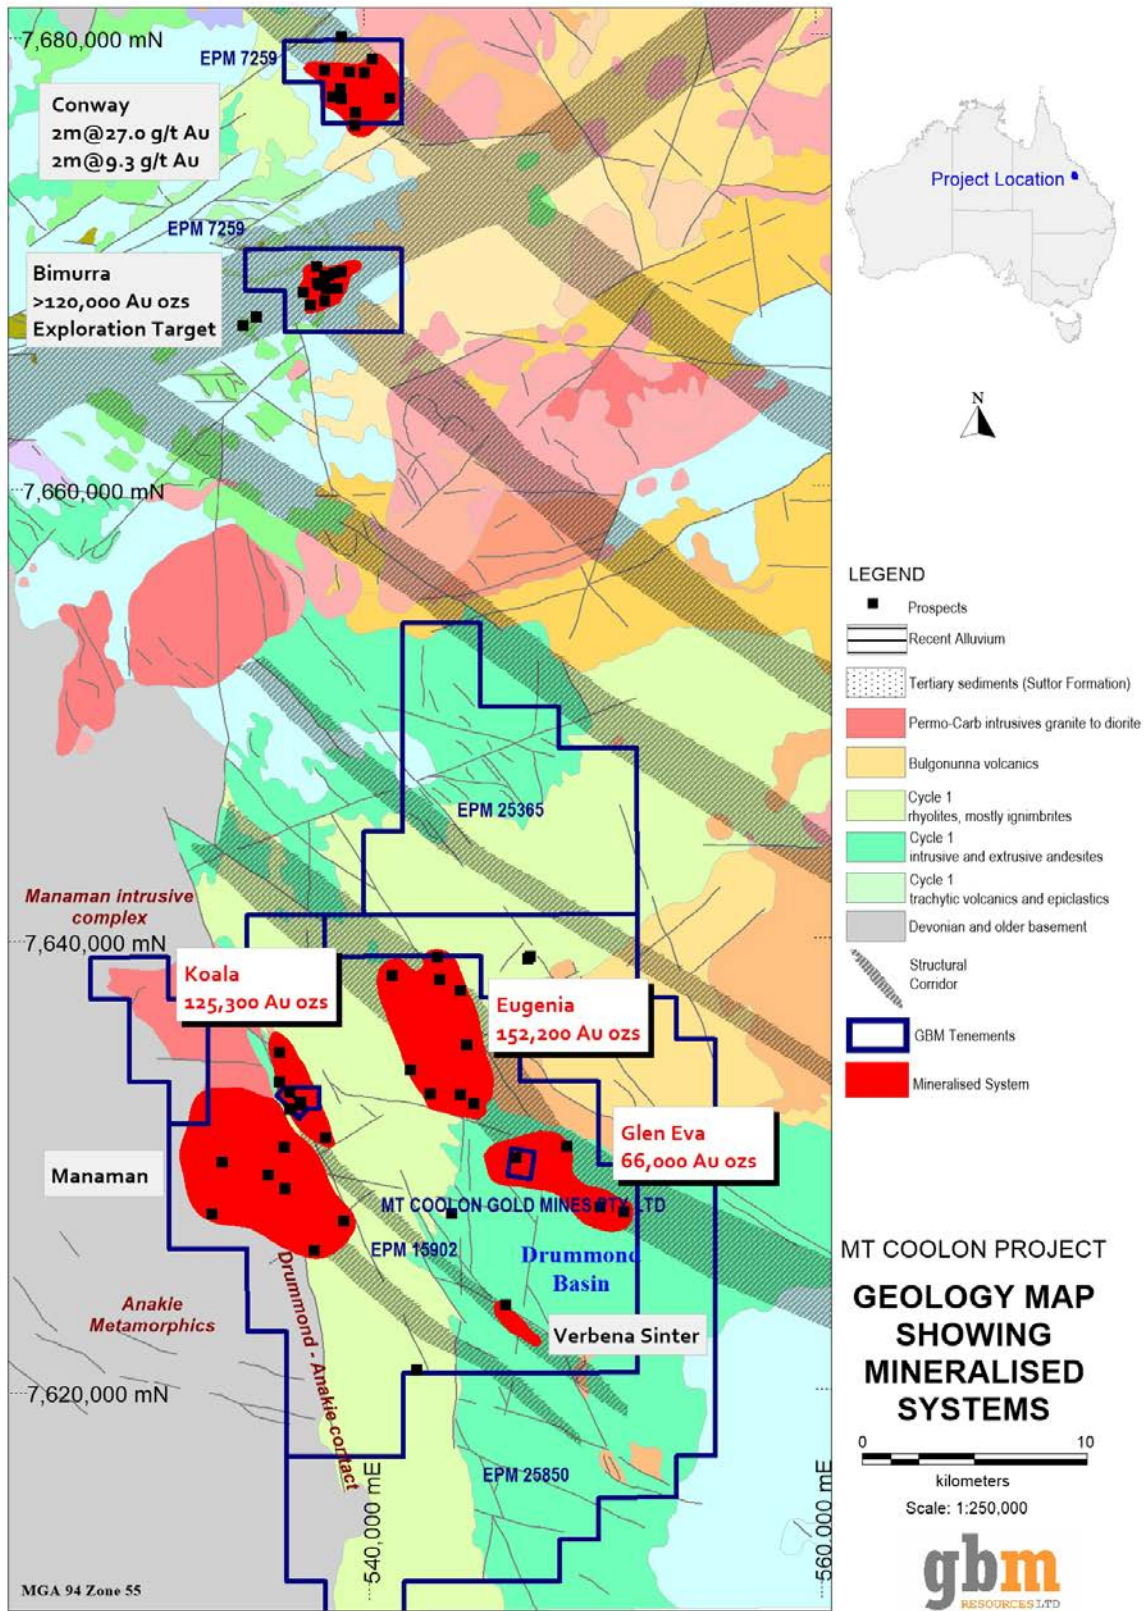 7,680,000 mN
EPM 7259
Conway
2m@27.0 g/t Au
2m@9.3 g/t Au
EPM 7259
Bimurra
>120,000 Au ozs
Exploration Target
7,660,000 mN
EPM 25365
Manaman intrusive
complex
7,640,000 mN
Koala
125,300 Au ozs
Eugenia
152,200 Au ozs
Glen Eva
66,000 Au ozs
Manaman
MT COOLON GOLD MINES PTY LTD
EPM 15902
Drummond
Basin
Anakie
Metamorphics
Drummond - Anakie contact
Verbena Sinter
7,620,000 mN
EPM 25850
540,000 mE
560,000 mE
MGA 94 Zone 55
Project Location
N
LEGEND
Prospects
Recent Alluvium
Tertiary sediments (Suttor Formation)
Permo-Carb intrusives granite to diorite
Bulgonunna volcanics
Cycle 1
rhyolites, mostly ignimbrites
Cycle 1
intrusive and extrusive andesites
Cycle 1
trachytic volcanics and epiclastics
Devonian and older basement
Structural
Corridor
GBM Tenements
Mineralised System
MT COOLON PROJECT
GEOLOGY MAP
SHOWING
MINERALISED
SYSTEMS
0 10
kilometers
Scale: 1:250,000
gbm
RESOURCES LTD